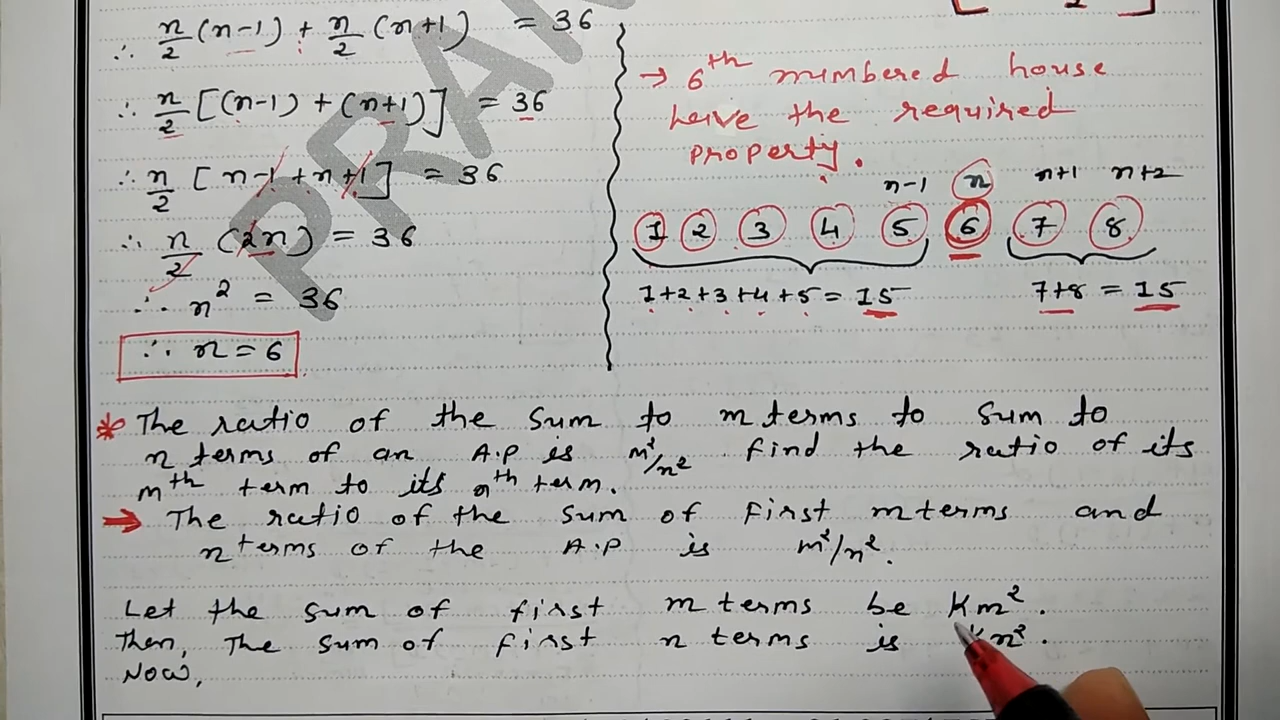 ∴ n/2 (n-1) + n/2 (n+1) = 36
∴ n/2 [(n-1) + (n+1)] = 36
∴ n/2 [n-1 + n+1] = 36
∴ n/2 (2n) = 36
∴ n² = 36
∴ n = 6
2
→ 6th numbered house
have the required
property.
n-1 n n+1 n+2
1 2 3 4 5 6 7 8
1+2+3+4+5 = 15 7+8 = 15
* The ratio of the sum to m terms to sum to
n terms of an A.P is m²/n² find the ratio of its
mth term to its nth term.
→ The ratio of the sum of first m terms and
n terms of the A.P is m²/n².
Let the sum of first m terms be Km².
Then, The sum of first n terms is Kn².
Now,
PRAN